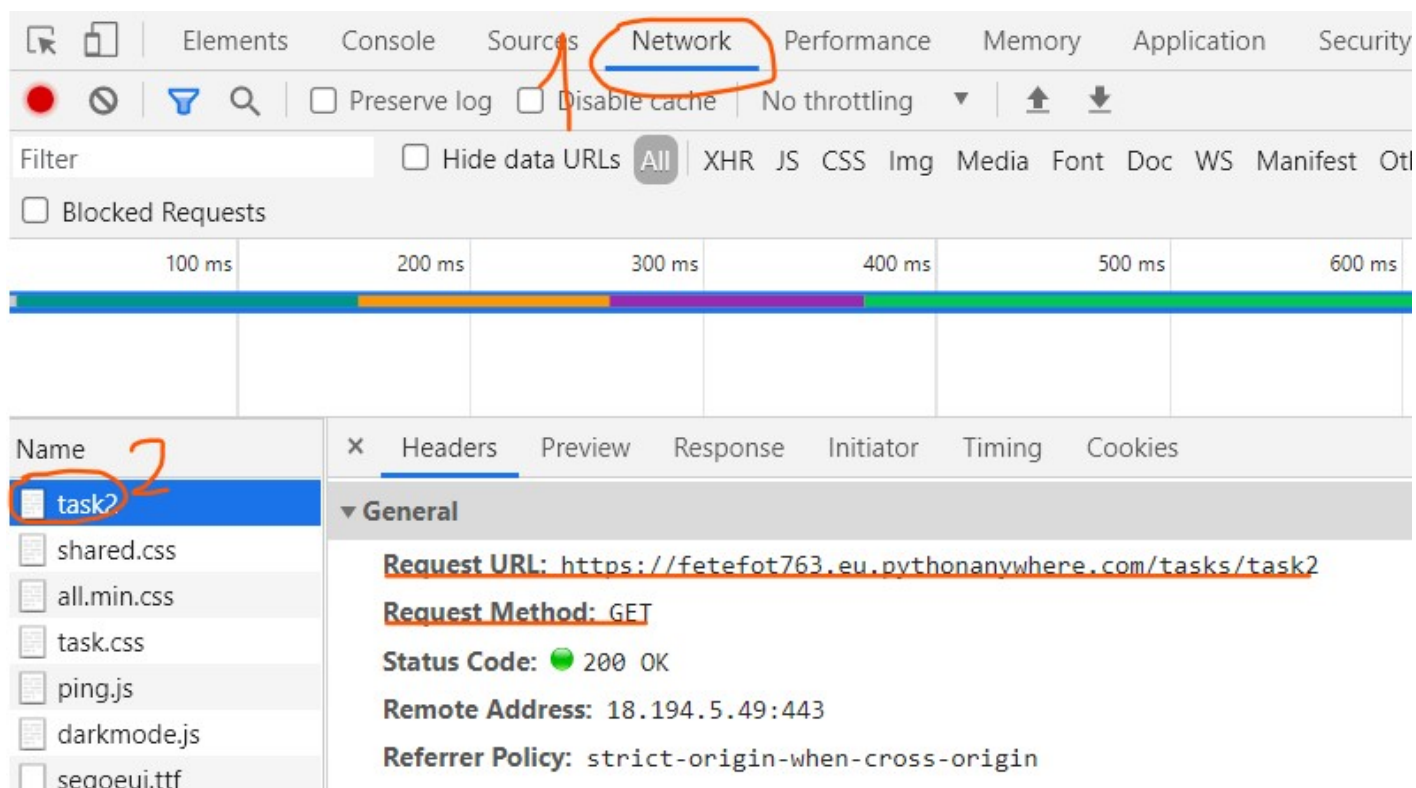 Elements Console Sources Network Performance Memory Application Security
1
Preserve log Disable cache No throttling
Filter Hide data URLs All XHR JS CSS Img Media Font Doc WS Manifest Oth
Blocked Requests
100 ms 200 ms 300 ms 400 ms 500 ms 600 ms
Name 2 Headers Preview Response Initiator Timing Cookies
task2
General
shared.css
Request URL: https://fetefot763.eu.pythonanywhere.com/tasks/task2
all.min.css
Request Method: GET
task.css
Status Code: 200 OK
ping.js
Remote Address: 18.194.5.49:443
darkmode.js
Referrer Policy: strict-origin-when-cross-origin
segoeui.ttf